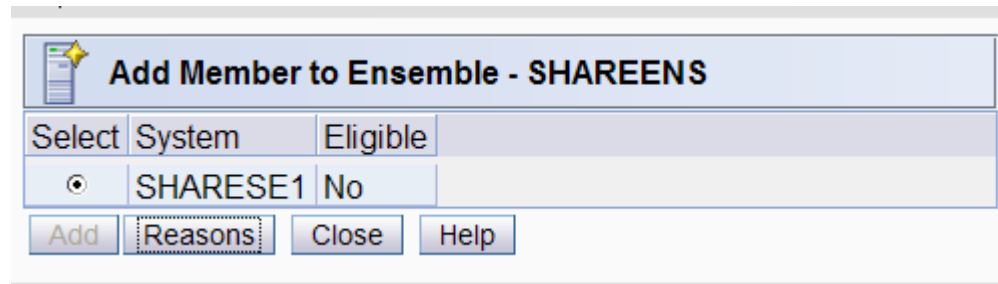 Add Member to Ensemble - SHAREENS
Select System Eligible
SHARESE1 No
Add Reasons Close Help